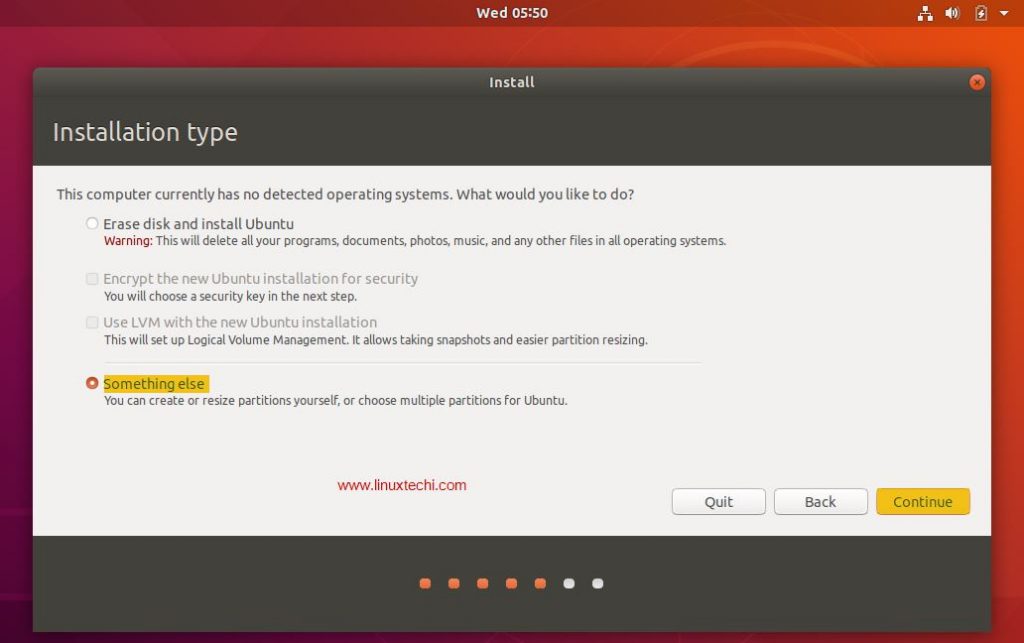 Wed 05:50
Install
Installation type
This computer currently has no detected operating systems. What would you like to do?
Erase disk and install Ubuntu
Warning: This will delete all your programs, documents, photos, music, and any other files in all operating systems.
Encrypt the new Ubuntu installation for security
You will choose a security key in the next step.
Use LVM with the new Ubuntu installation
This will set up Logical Volume Management. It allows taking snapshots and easier partition resizing.
Something else
You can create or resize partitions yourself, or choose multiple partitions for Ubuntu.
www.linuxtechi.com
Quit Back Continue